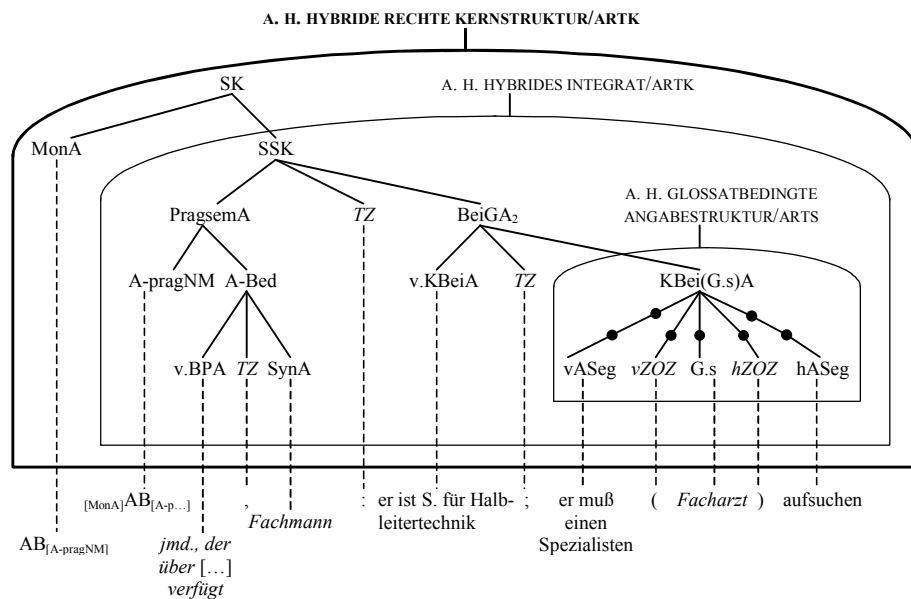 A. H. HYBRIDE RECHTE KERNSTRUKTUR/ARTK
SK
A. H. HYBRIDES INTEGRAT/ARTK
MonA
SSK
A. H. GLOSSATBEDINGTE
ANGABESTRUKTUR/ARTS
PragsemA TZ BeiGA₂
A-pragNM A-Bed v.KBeiA TZ KBei(G.s)A
v.BPA TZ SynA vASeg vZOZ G.s hZOZ hASeg
[MonA]AB[A-p…] , : er ist S. für Halb- ; er muß ( Facharzt ) aufsuchen
Fachmann leitertechnik einen
Spezialisten
AB[A-pragNM] jmd., der
über […]
verfügt